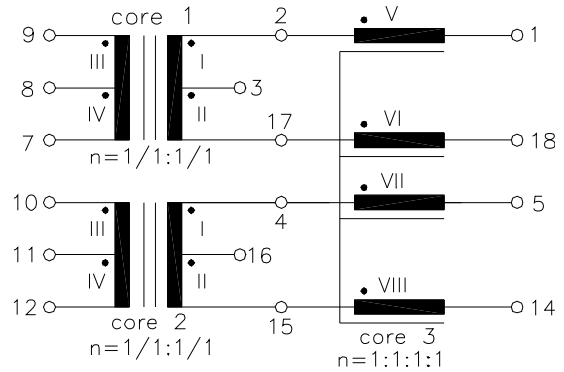 core 1 2 V
9 III I 1
8 3
IV II
7 17 VI 18
n=1/1:1/1
VII
10 III I 4 5
11 16
IV II
VIII
12 15 14
core 2 core 3
n=1/1:1/1 n=1:1:1:1